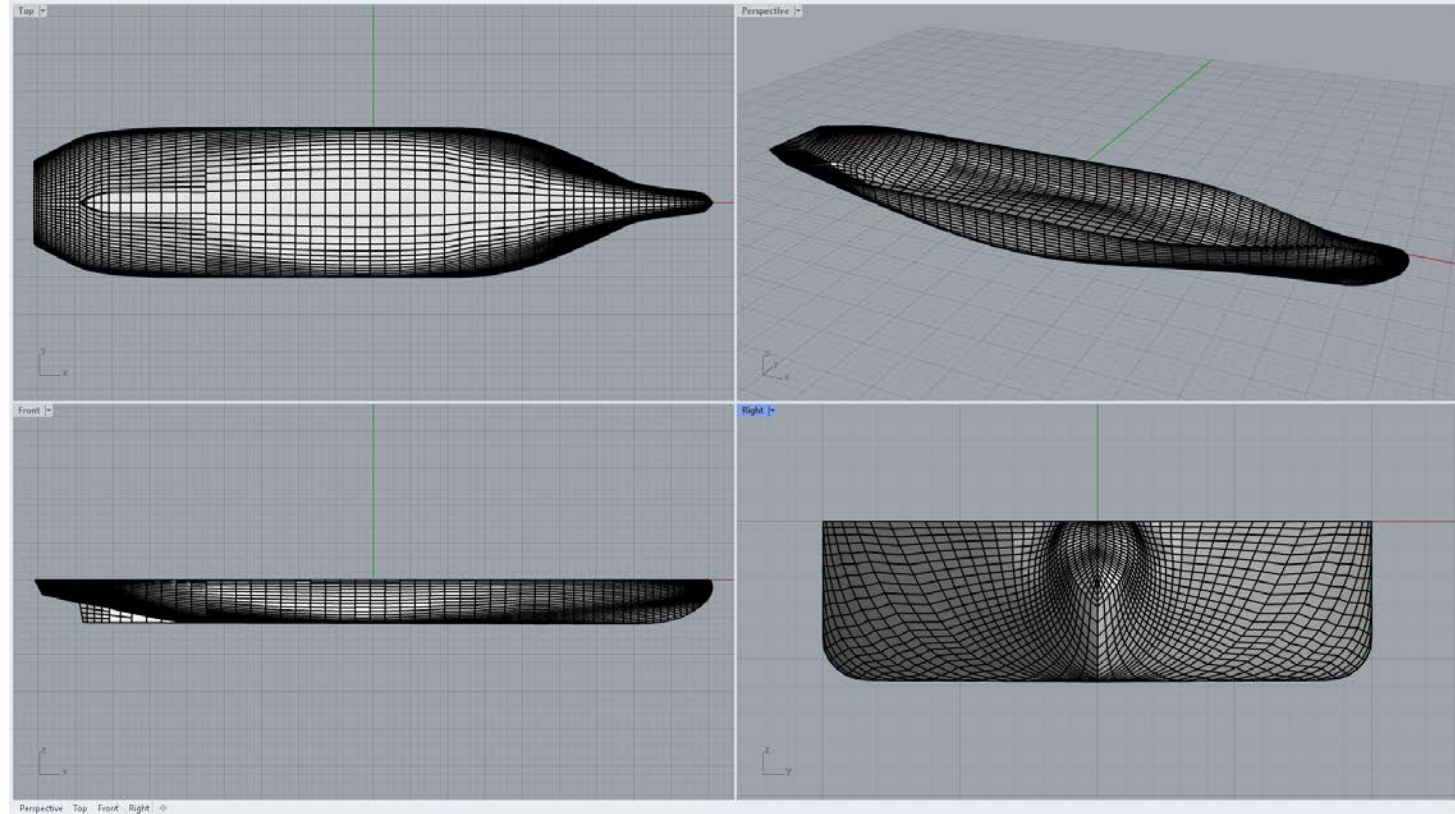 Top
Perspective
y
x
z
y
x
Front
Right
z
x
z
y
Perspective Top Front Right